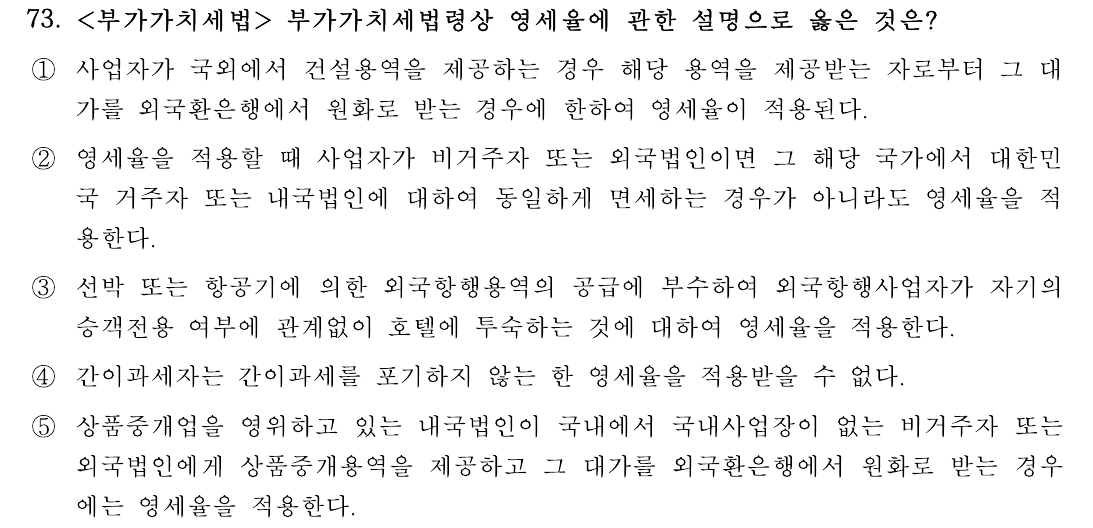 73. <부가가치세법> 부가가치세법령상 영세율에 관한 설명으로 옳은 것은?
① 사업자가 국외에서 건설용역을 제공하는 경우 해당 용역을 제공받는 자로부터 그 대
가를 외국환은행에서 원화로 받는 경우에 한하여 영세율이 적용된다.
② 영세율을 적용할 때 사업자가 비거주자 또는 외국법인이면 그 해당 국가에서 대한민
국 거주자 또는 내국법인에 대하여 동일하게 면세하는 경우가 아니라도 영세율을 적
용한다.
③ 선박 또는 항공기에 의한 외국항행용역의 공급에 부수하여 외국항행사업자가 자기의
승객전용 여부에 관계없이 호텔에 투숙하는 것에 대하여 영세율을 적용한다.
④ 간이과세자는 간이과세를 포기하지 않는 한 영세율을 적용받을 수 없다.
⑤ 상품중개업을 영위하고 있는 내국법인이 국내에서 국내사업장이 없는 비거주자 또는
외국법인에게 상품중개용역을 제공하고 그 대가를 외국환은행에서 원화로 받는 경우
에는 영세율을 적용한다.